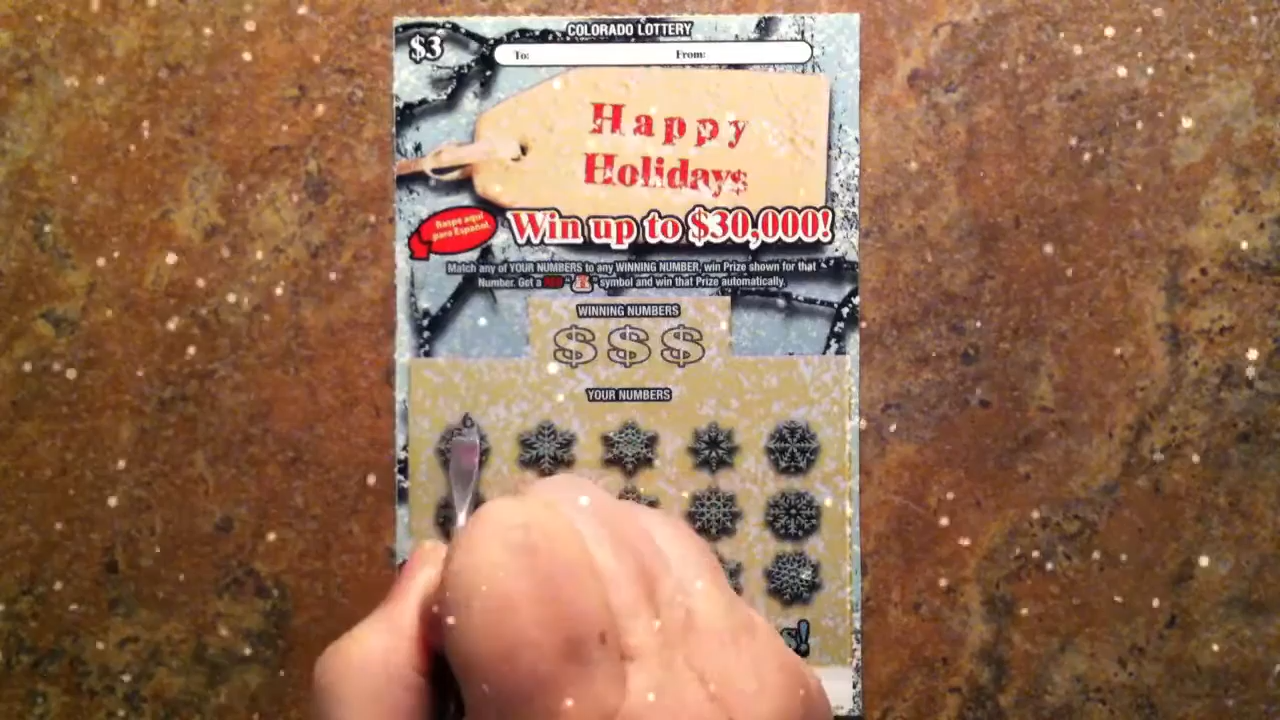 COLORADO LOTTERY
$3
To: From:
Happy
Holidays
Raspe aquí
para Español.
Win up to $30,000!
Match any of YOUR NUMBERS to any WINNING NUMBER, win Prize shown for that
Number. Get a RED " " symbol and win that Prize automatically.
WINNING NUMBERS
$ $ $
YOUR NUMBERS
6